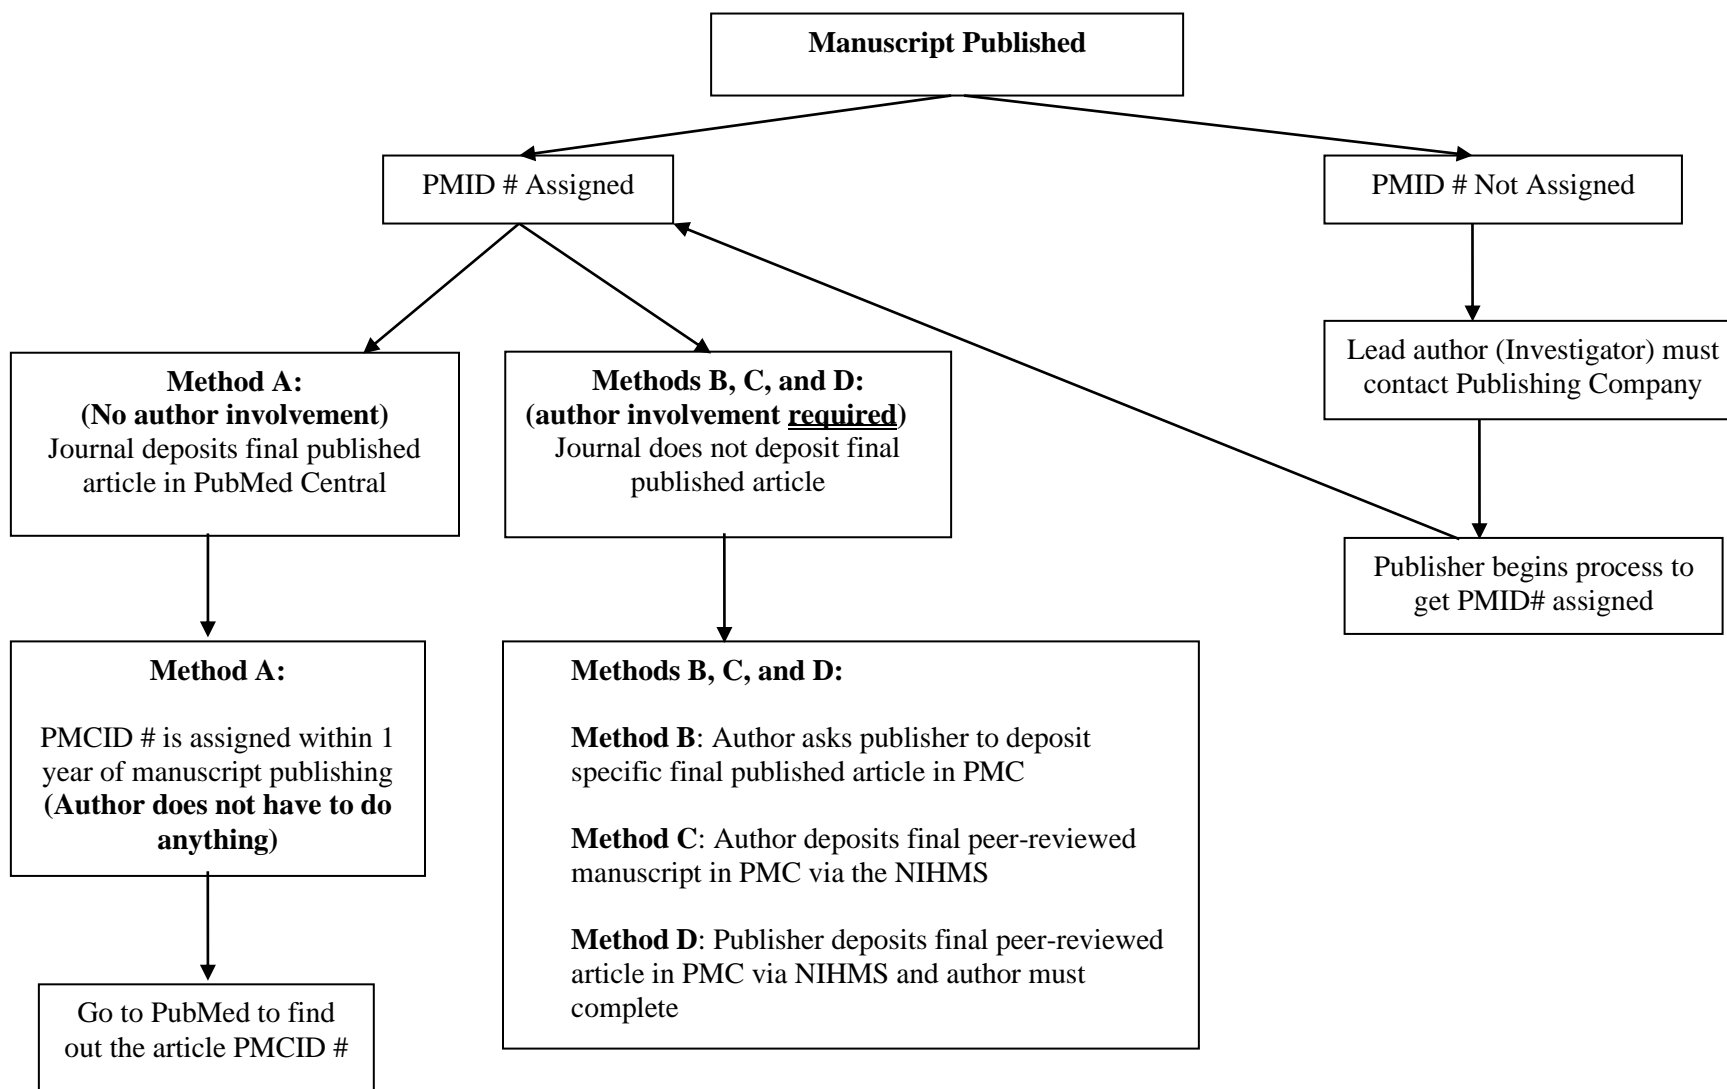 Manuscript Published
PMID # Assigned
PMID # Not Assigned
Lead author (Investigator) must
contact Publishing Company
Publisher begins process to
get PMID# assigned
Method A:
(No author involvement)
Journal deposits final published
article in PubMed Central
Methods B, C, and D:
(author involvement required)
Journal does not deposit final
published article
Method A:
PMCID # is assigned within 1
year of manuscript publishing
(Author does not have to do
anything)
Go to PubMed to find
out the article PMCID #
Methods B, C, and D:
Method B: Author asks publisher to deposit
specific final published article in PMC
Method C: Author deposits final peer-reviewed
manuscript in PMC via the NIHMS
Method D: Publisher deposits final peer-reviewed
article in PMC via NIHMS and author must
complete